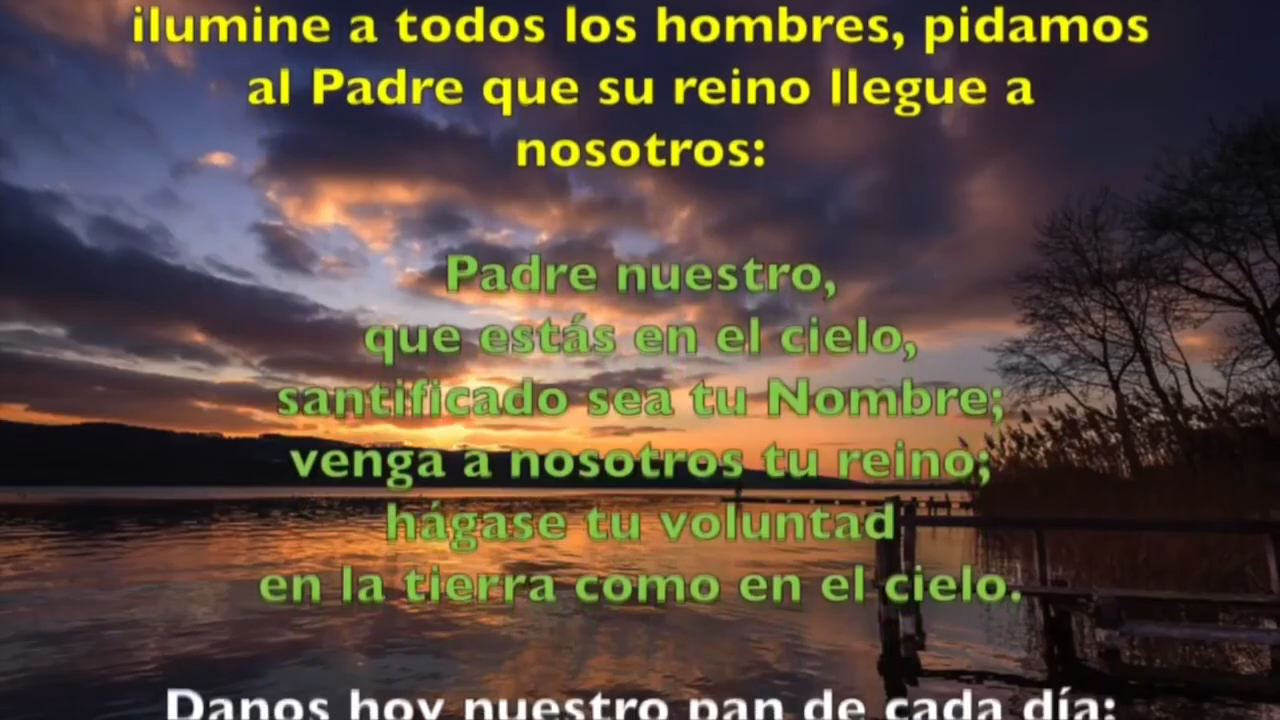 ilumine a todos los hombres, pidamos
al Padre que su reino llegue a
nosotros:
Padre nuestro,
que estás en el cielo,
santificado sea tu Nombre;
venga a nosotros tu reino;
hágase tu voluntad
en la tierra como en el cielo.
Danos hoy nuestro pan de cada día;